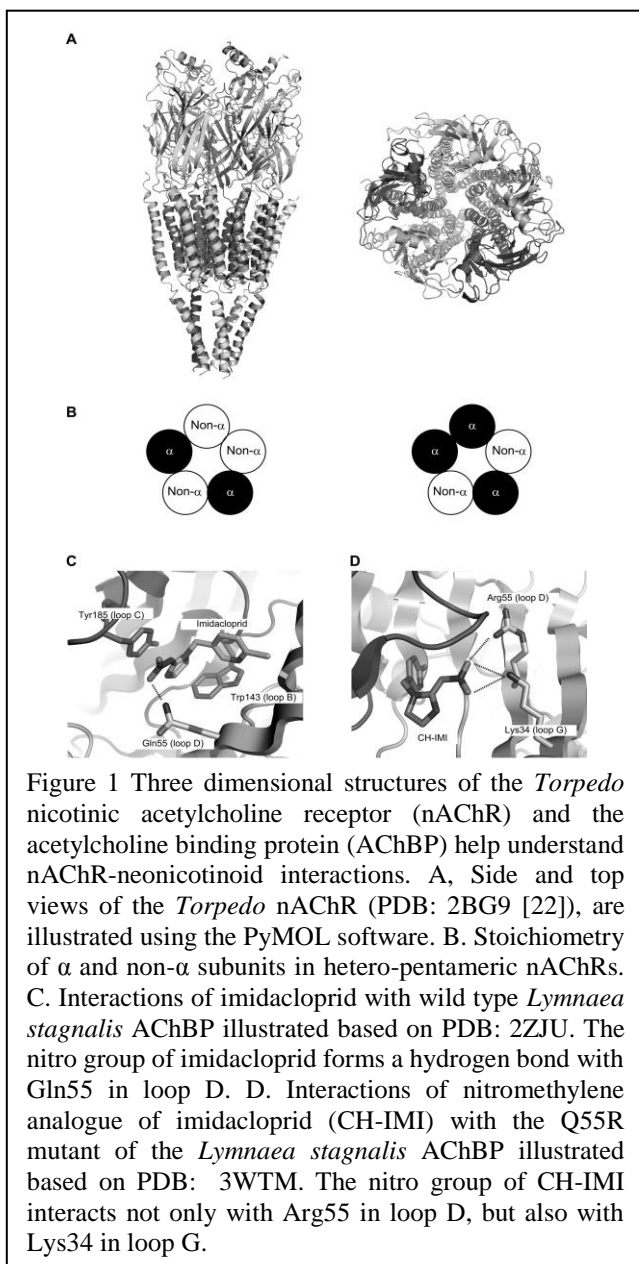 A
B
Non-α
α
Non-α
Non-α
α
α
α
Non-α
Non-α
α
C
D
Tyr185 (loop C)
Imidacloprid
Trp143 (loop B)
Gln55 (loop D)
Arg55 (loop D)
CH-IMI
Lys34 (loop G)
Figure 1 Three dimensional structures of the Torpedo
nicotinic acetylcholine receptor (nAChR) and the
acetylcholine binding protein (AChBP) help understand
nAChR-neonicotinoid interactions. A, Side and top
views of the Torpedo nAChR (PDB: 2BG9 [22]), are
illustrated using the PyMOL software. B. Stoichiometry
of α and non-α subunits in hetero-pentameric nAChRs.
C. Interactions of imidacloprid with wild type Lymnaea
stagnalis AChBP illustrated based on PDB: 2ZJU. The
nitro group of imidacloprid forms a hydrogen bond with
Gln55 in loop D. D. Interactions of nitromethylene
analogue of imidacloprid (CH-IMI) with the Q55R
mutant of the Lymnaea stagnalis AChBP illustrated
based on PDB: 3WTM. The nitro group of CH-IMI
interacts not only with Arg55 in loop D, but also with
Lys34 in loop G.